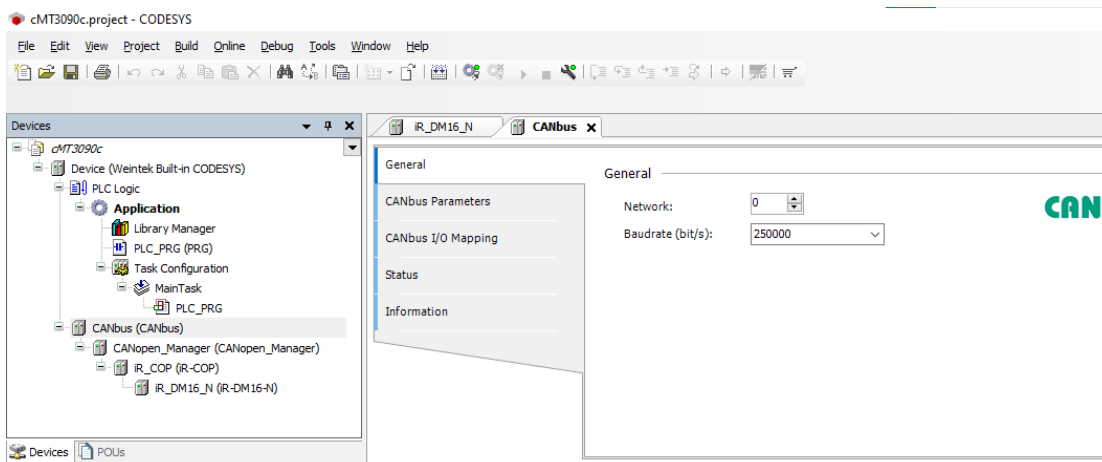 cMT3090c.project - CODESYS
File Edit View Project Build Online Debug Tools Window Help
Devices
cMT3090c
Device (Weintek Built-in CODESYS)
PLC Logic
Application
Library Manager
PLC_PRG (PRG)
Task Configuration
MainTask
PLC_PRG
CANbus (CANbus)
CANopen_Manager (CANopen_Manager)
iR_COP (iR-COP)
iR_DM16_N (iR-DM16-N)
Devices POUs
iR_DM16_N CANbus
General
CANbus Parameters
CANbus I/O Mapping
Status
Information
General
Network: 0
Baudrate (bit/s): 250000
CAN